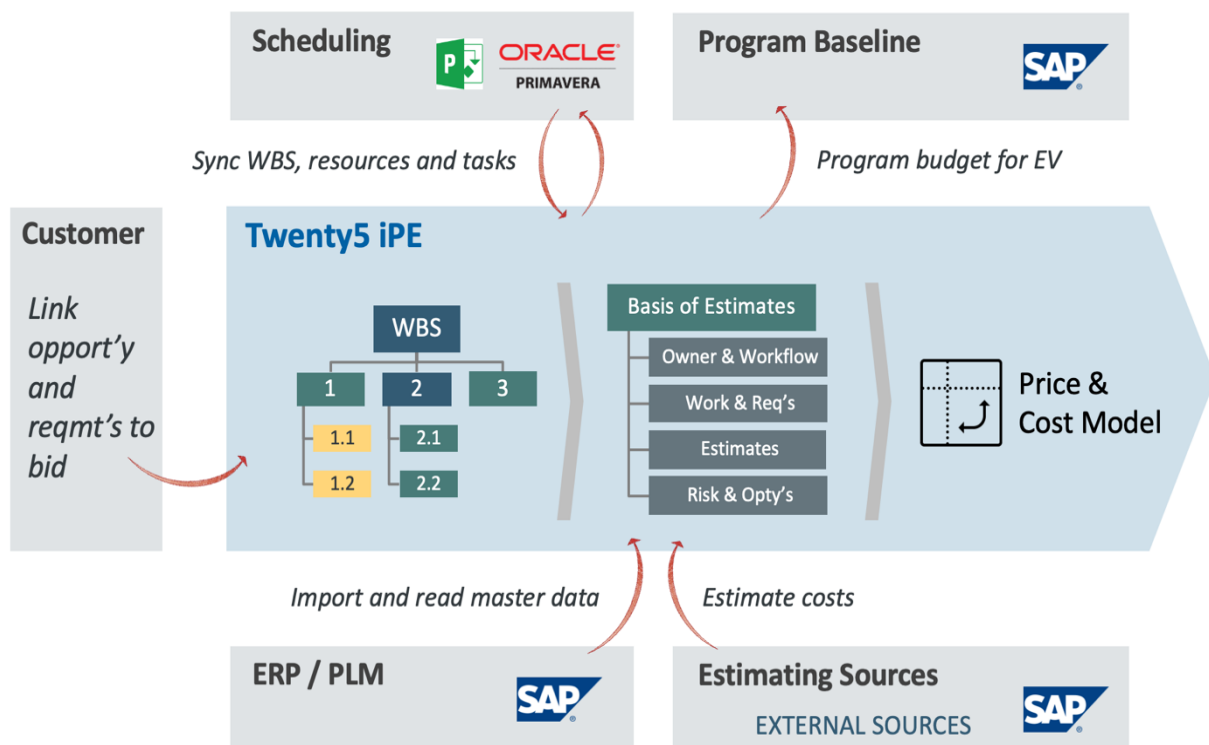 Scheduling
P
ORACLE®
PRIMAVERA
Program Baseline
SAP®
Sync WBS, resources and tasks
Program budget for EV
Customer
Link
opport’y
and
reqmt’s to
bid
Twenty5 iPE
WBS
1
2
3
1.1
2.1
1.2
2.2
Basis of Estimates
Owner & Workflow
Work & Req’s
Estimates
Risk & Opty’s
Price &
Cost Model
Import and read master data
Estimate costs
ERP / PLM
SAP®
Estimating Sources
EXTERNAL SOURCES
SAP®